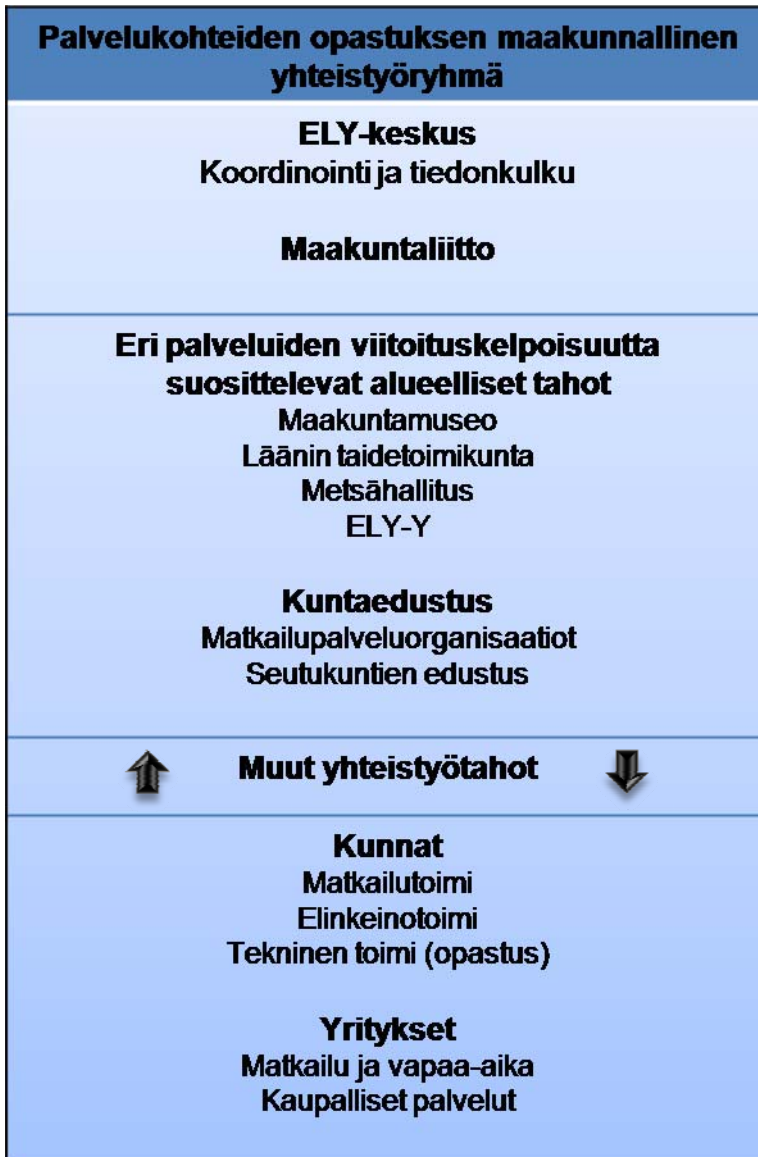 Palvelukohteiden opastuksen maakunnallinen
yhteistyöryhmä
ELY-keskus
Koordinointi ja tiedonkulku
Maakuntaliitto
Eri palveluiden viitoituskelpoisuutta
suosittelevat alueelliset tahot
Maakuntamuseo
Läänin taidetoimikunta
Metsähallitus
ELY-Y
Kuntaedustus
Matkailupalveluorganisaatiot
Seutukuntien edustus
Muut yhteistyötahot
Kunnat
Matkailutoimi
Elinkeinotoimi
Tekninen toimi (opastus)
Yritykset
Matkailu ja vapaa-aika
Kaupalliset palvelut